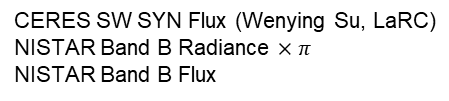 CERES SW SYN Flux (Wenying Su, LaRC)
NISTAR Band B Radiance × π
NISTAR Band B Flux